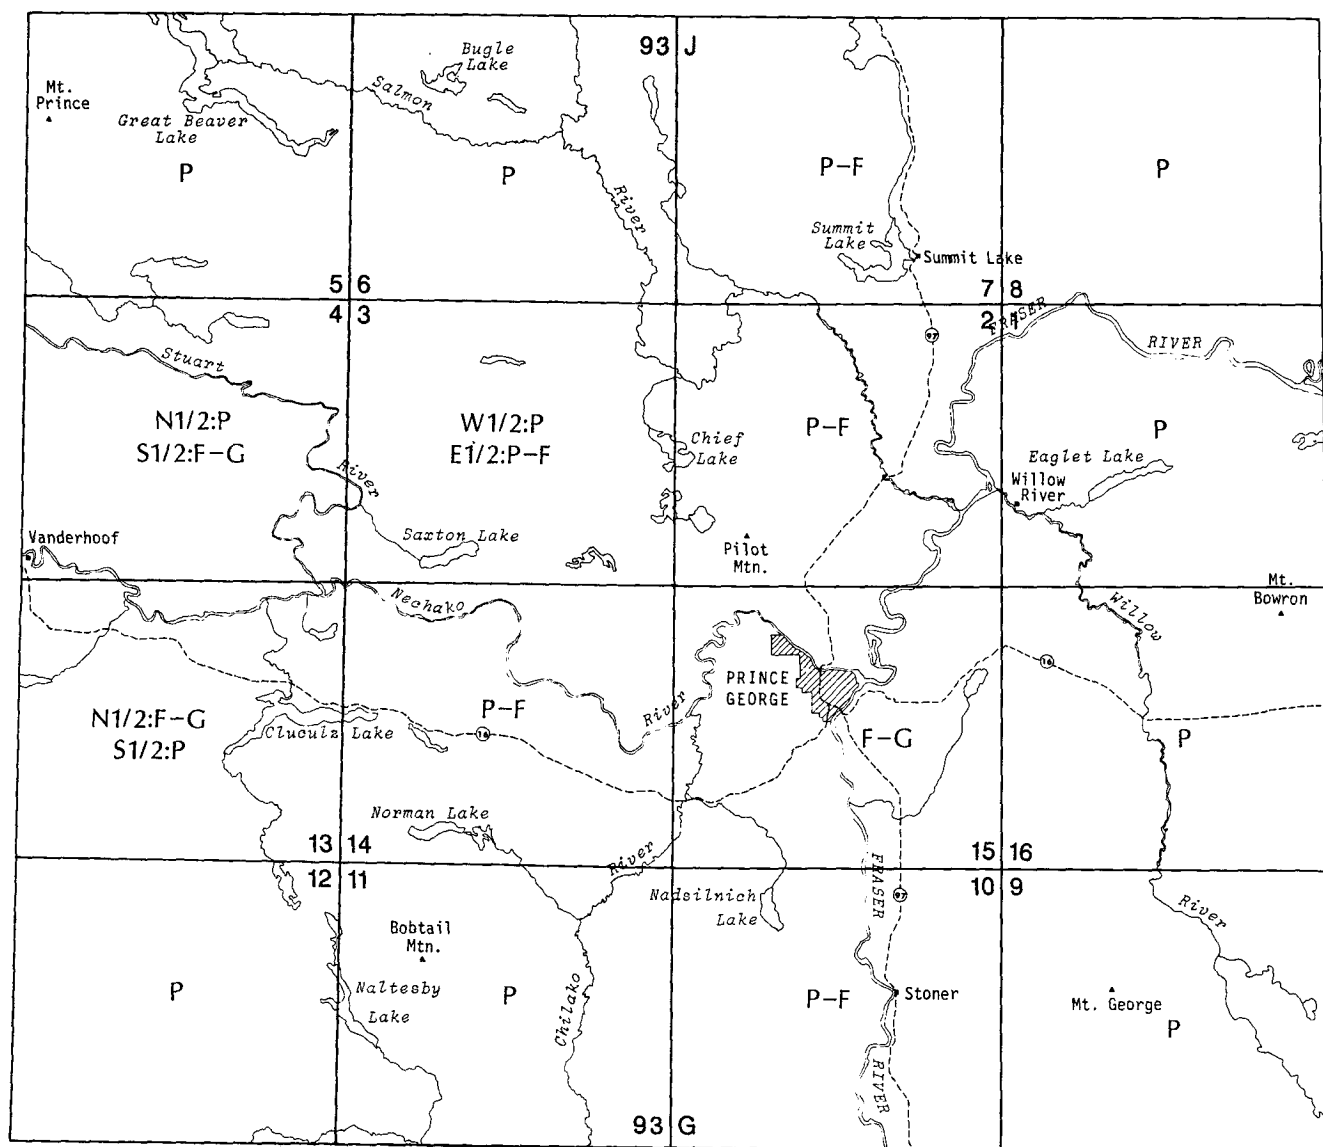 93 J
Bugle
Lake
Mt.
Prince
Salmon
Great Beaver
Lake
P
P
P-F
P
River
Summit
Lake
Summit Lake
5 6
4 3
7 8
2 1
FRASER
RIVER
97
Stuart
N1/2:P
S1/2:F-G
W1/2:P
E1/2:P-F
P-F
P
Chief
Lake
Eaglet Lake
River
Willow
River
Vanderhoof
Saxton Lake
Pilot
Mtn.
Mt.
Bowron
Nechako
Willow
PRINCE
GEORGE
16
River
N1/2:F-G
S1/2:P
P-F
Cluculz Lake
16
F-G
P
Norman Lake
13 14
12 11
15 16
10 9
River
FRASER
Nadsilnich
Lake
97
River
Bobtail
Mtn.
P
Naltesby
Lake
P
P-F
Stoner
Mt. George
P
Chilako
RIVER
93 G